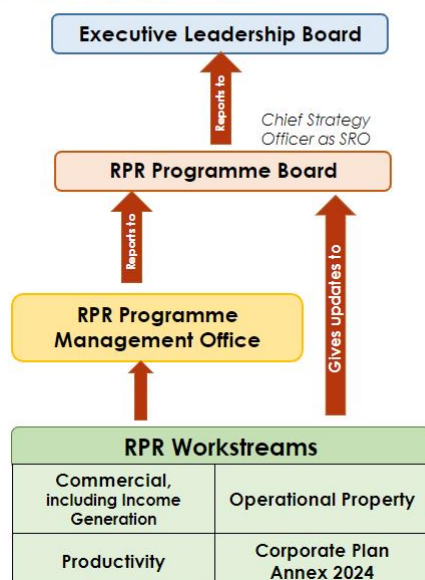 Executive Leadership Board
Reports to
Chief Strategy
Officer as SRO
RPR Programme Board
Reports to
Gives updates to
RPR Programme
Management Office
RPR Workstreams
Commercial,
including Income
Generation
Operational Property
Productivity
Corporate Plan
Annex 2024